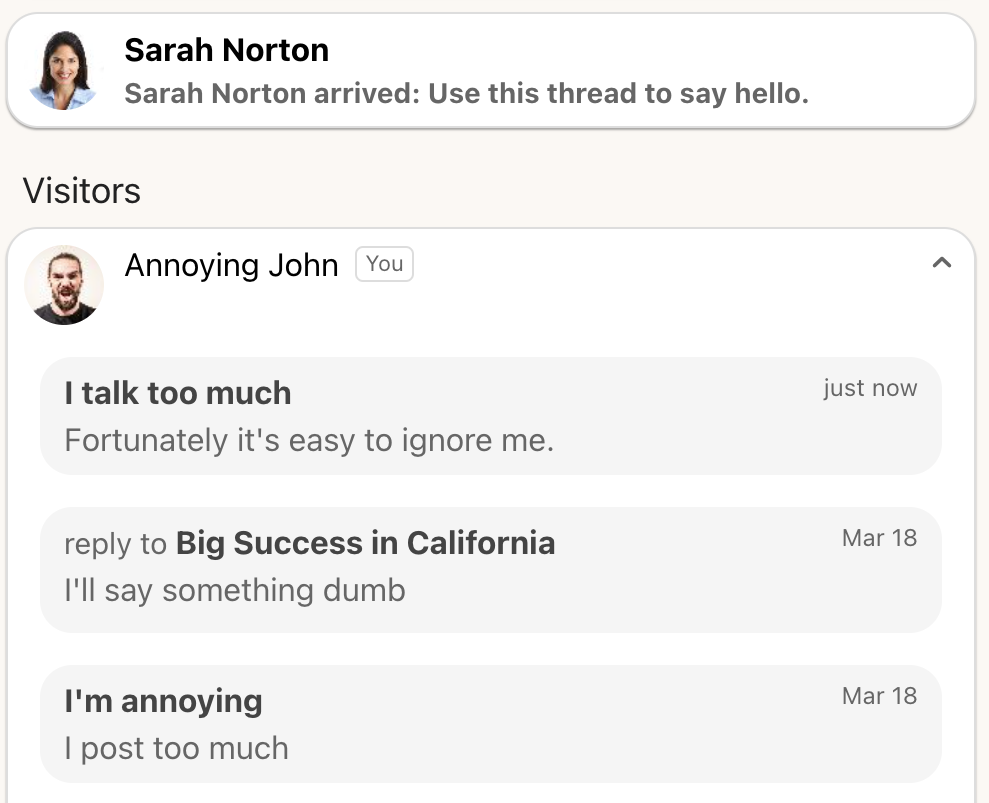 Sarah Norton
Sarah Norton arrived: Use this thread to say hello.
Visitors
Annoying John You
I talk too much just now
Fortunately it's easy to ignore me.
reply to Big Success in California Mar 18
I'll say something dumb
I'm annoying Mar 18
I post too much